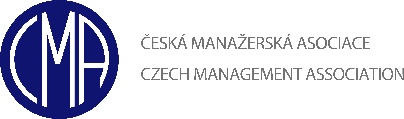 CMA
ČESKÁ MANAŽERSKÁ ASOCIACE
CZECH MANAGEMENT ASSOCIATION